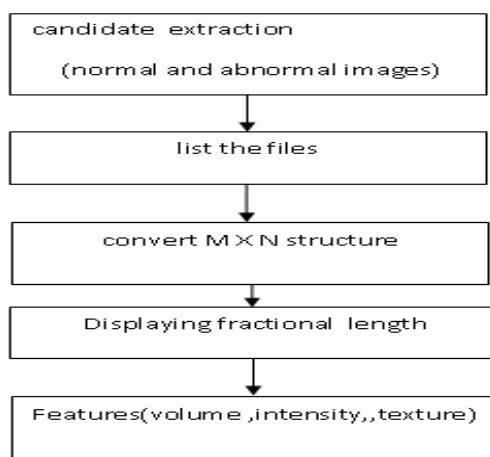 candidate extraction
(normal and abnormal images)
list the files
convert M X N structure
Displaying fractional length
Features(volume ,intensity,,texture)